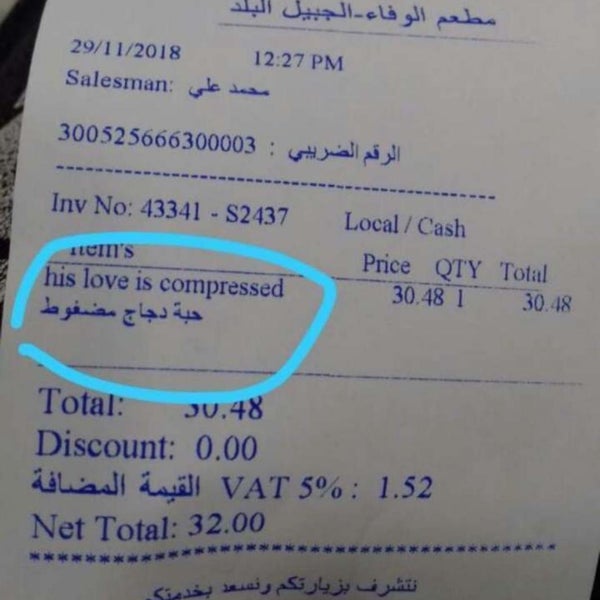 مطعم الوفاء-الجبيل البلد
29/11/2018 12:27 PM
Salesman: محمد علي
300525666300003 : الرقم الضريبي
Inv No: 43341 - S2437 Local / Cash
Item's Price QTY Total
his love is compressed 30.48 1 30.48
حبة دجاج مضغوط
Total: 30.48
Discount: 0.00
القيمة المضافة VAT 5% : 1.52
Net Total: 32.00
نتشرف بزيارتكم ونسعد بخدمتكم